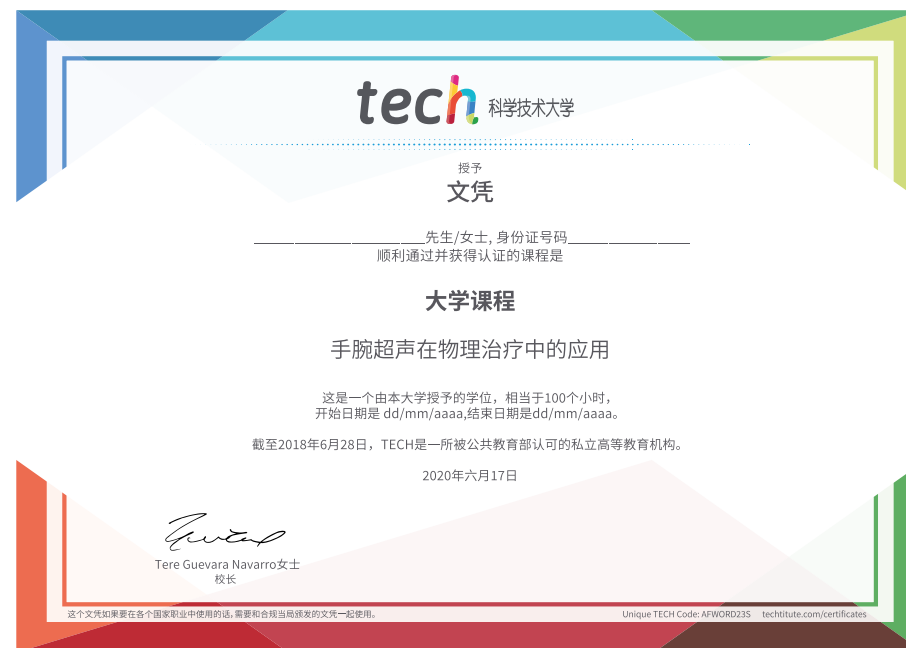 tech 科学技术大学
授予
文凭
______________________先生/女士, 身份证号码________________
顺利通过并获得认证的课程是
大学课程
手腕超声在物理治疗中的应用
这是一个由本大学授予的学位，相当于100个小时，
开始日期是 dd/mm/aaaa,结束日期是dd/mm/aaaa。
截至2018年6月28日，TECH是一所被公共教育部认可的私立高等教育机构。
2020年六月17日
Tere Guevara Navarro女士
校长
这个文凭如果要在各个国家职业中使用的话,需要和合规当局颁发的文凭一起使用。
Unique TECH Code: AFWORD23S techtitute.com/certificates